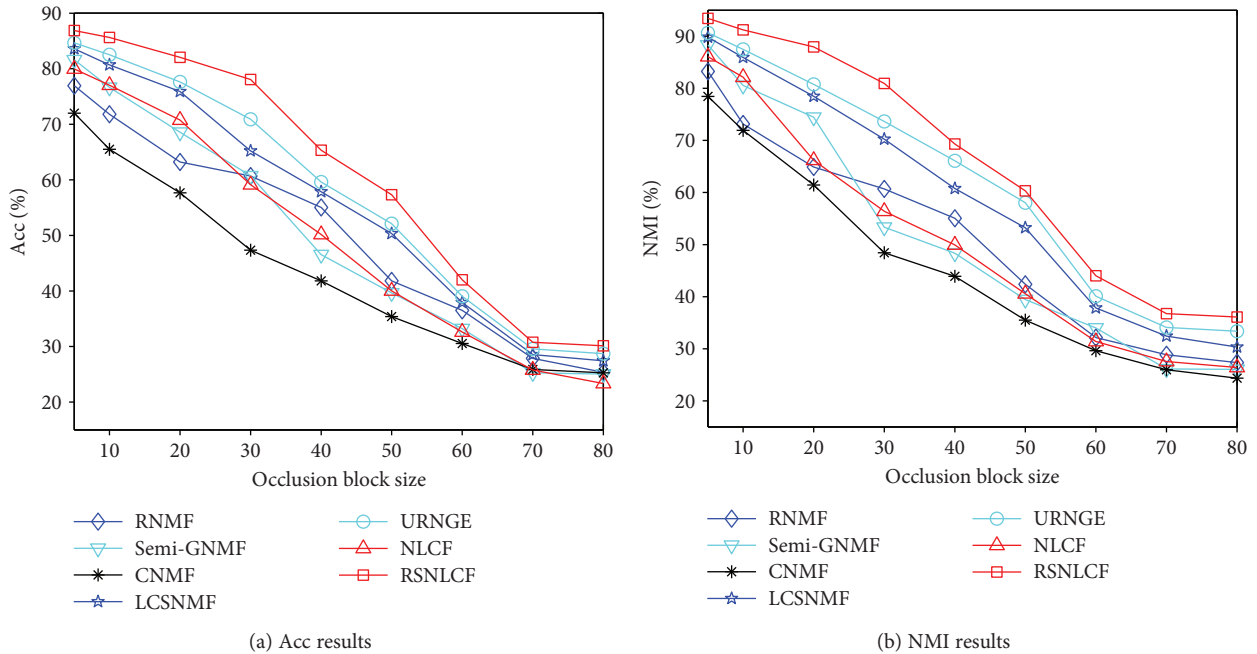 90
80
70
60
50
40
30
20
Acc (%)
10 20 30 40 50 60 70 80
Occlusion block size
RNMF
Semi-GNMF
CNMF
LCSNMF
URNGE
NLCF
RSNLCF
(a) Acc results
90
80
70
60
50
40
30
20
NMI (%)
10 20 30 40 50 60 70 80
Occlusion block size
RNMF
Semi-GNMF
CNMF
LCSNMF
URNGE
NLCF
RSNLCF
(b) NMI results